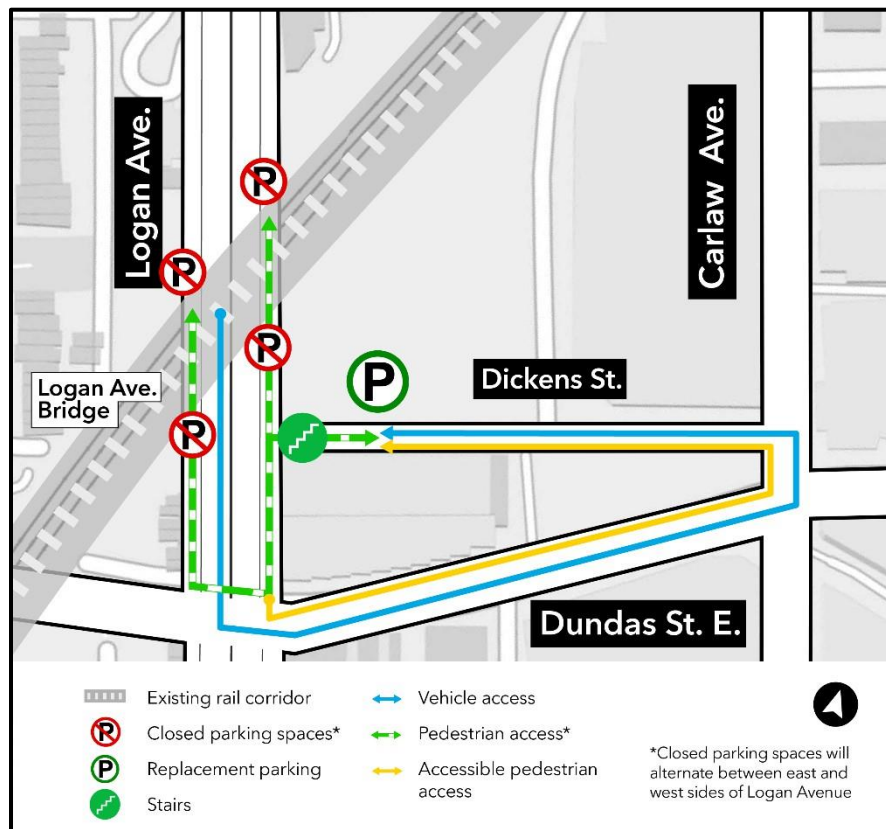 Logan Ave.
Carlaw Ave.
P
P
P
P
P
Logan Ave.
Bridge
Dickens St.
Dundas St. E.
Existing rail corridor
P Closed parking spaces*
P Replacement parking
Stairs
Vehicle access
Pedestrian access*
Accessible pedestrian
access
*Closed parking spaces will
alternate between east and
west sides of Logan Avenue